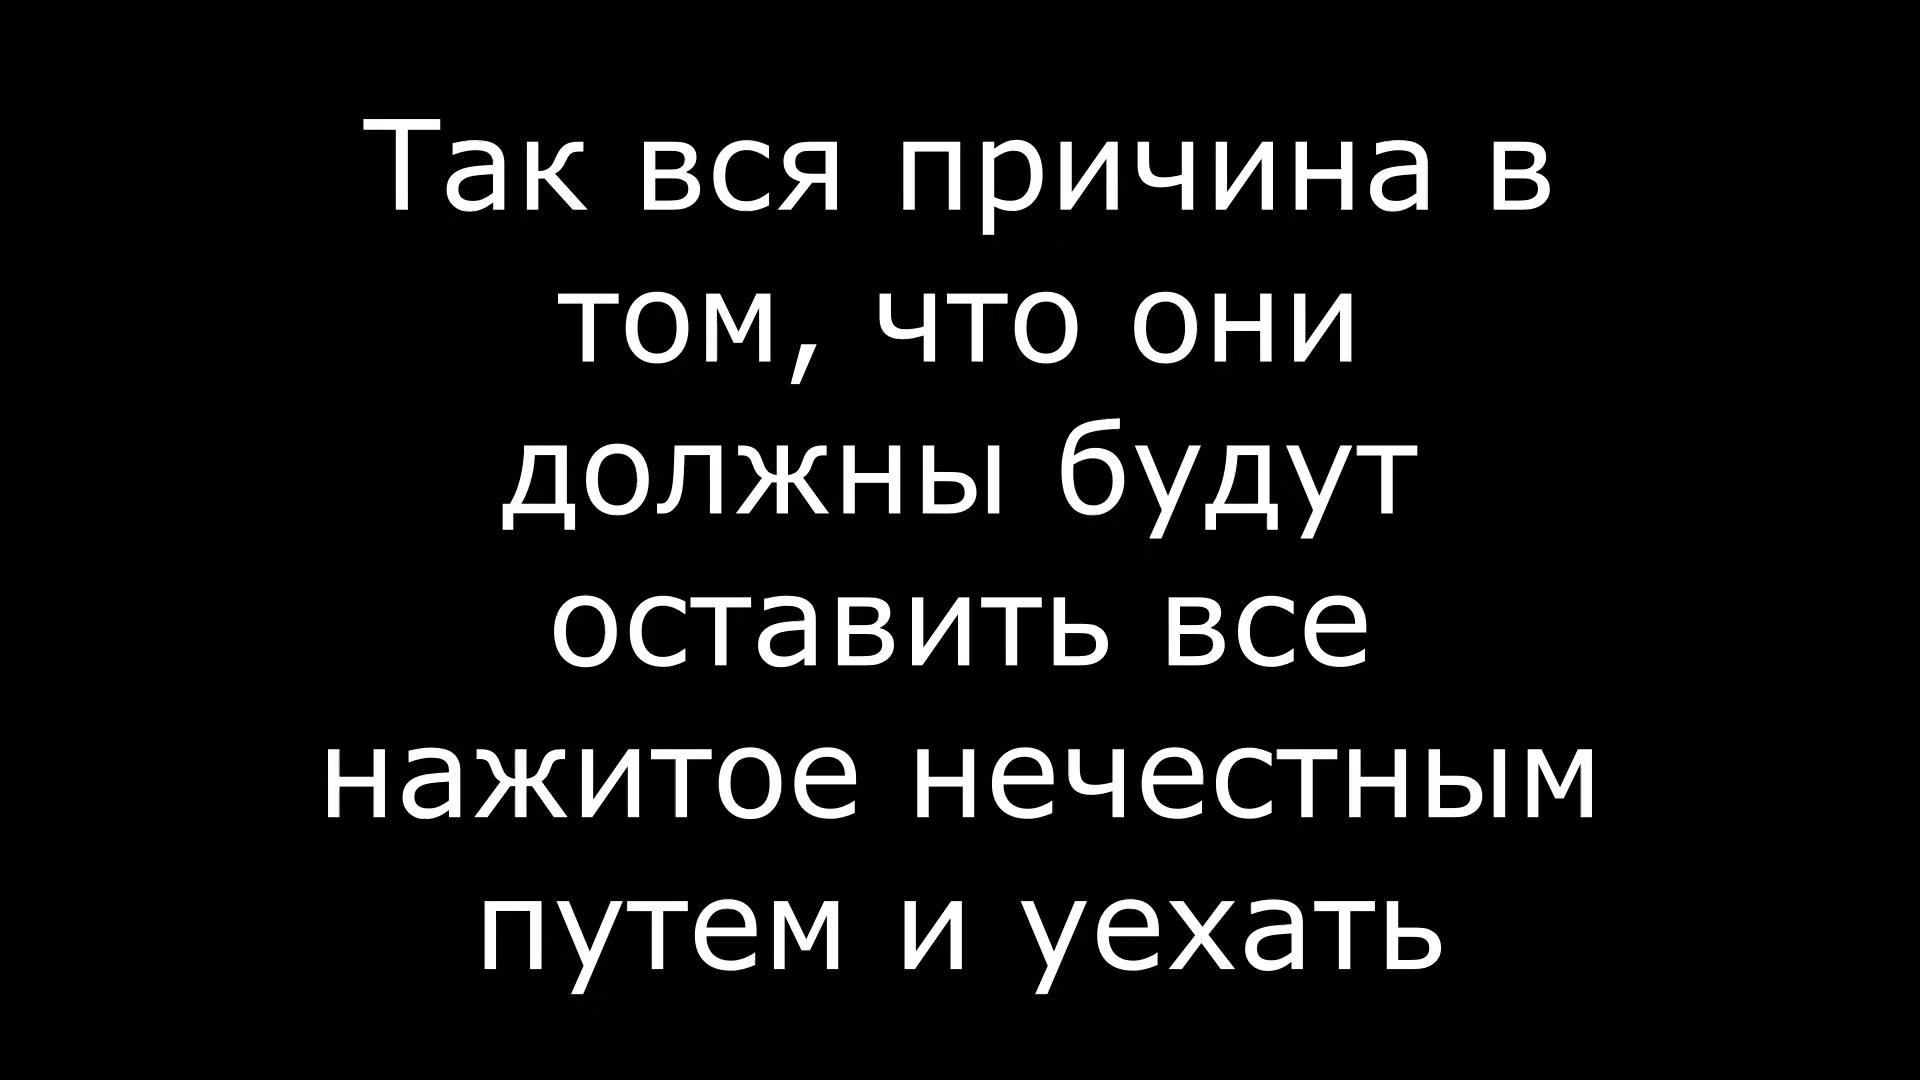 Так вся причина в
том, что они
должны будут
оставить все
нажитое нечестным
путем и уехать